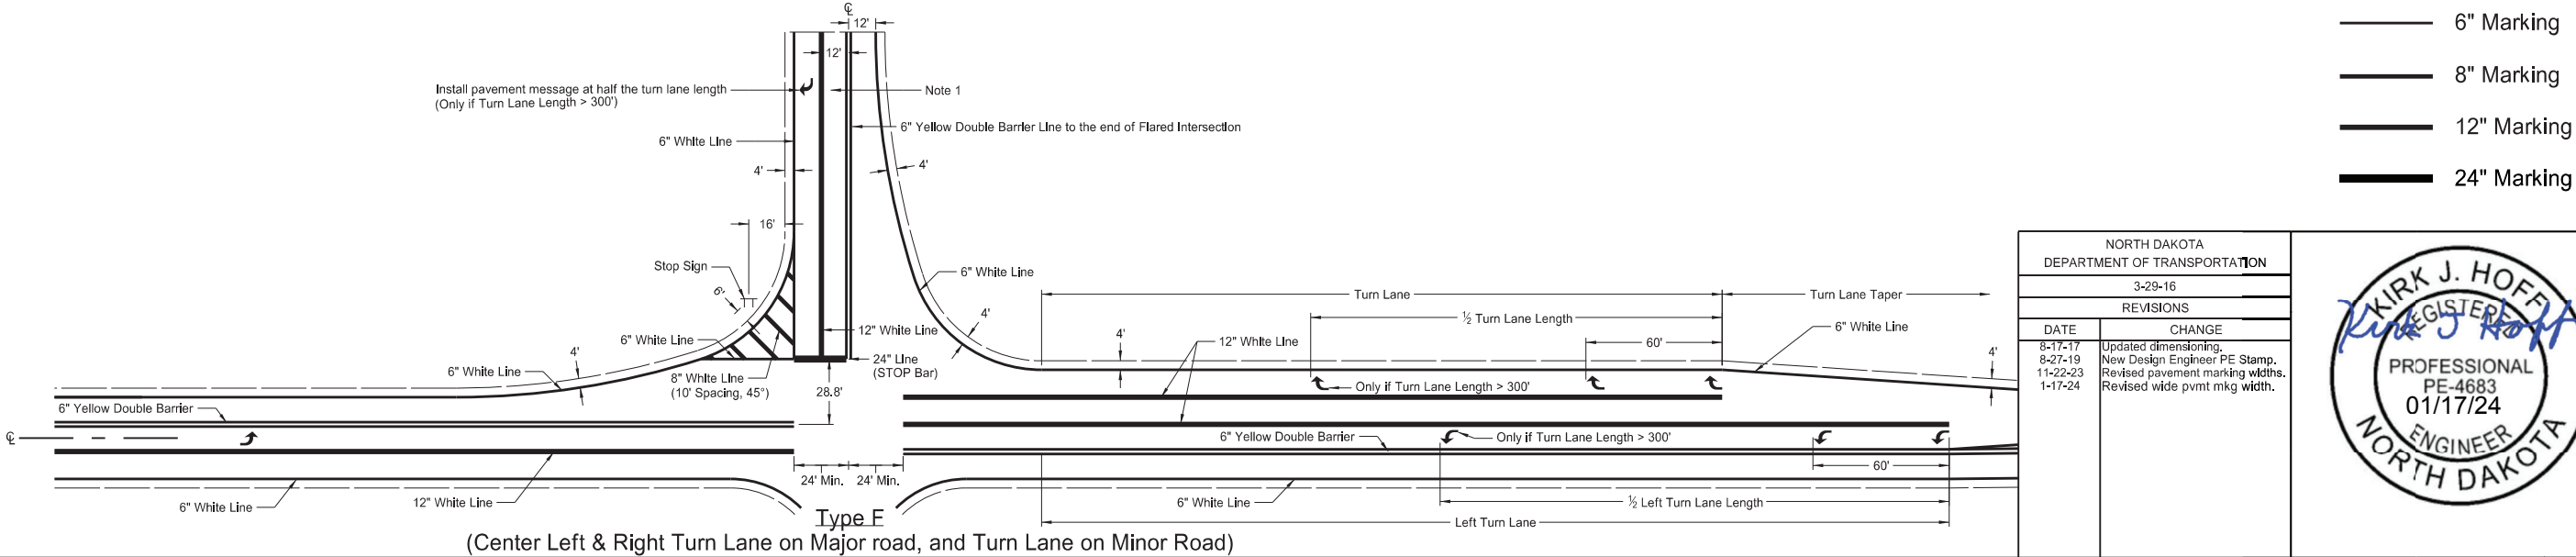 ℄
12'
12'
Install pavement message at half the turn lane length
(Only if Turn Lane Length > 300')
Note 1
6" Yellow Double Barrier Line to the end of Flared Intersection
6" White Line
4'
4'
16'
Stop Sign
6'
6" White Line
4'
6" White Line
12" White Line
24" Line
(STOP Bar)
4'
6" White Line
8" White Line
(10' Spacing, 45°)
28.8'
6" Yellow Double Barrier
℄
24' Min.
24' Min.
6" White Line
12" White Line
Turn Lane
Turn Lane Taper
½ Turn Lane Length
60'
6" White Line
4'
4'
12" White Line
Only if Turn Lane Length > 300'
6" Yellow Double Barrier
Only if Turn Lane Length > 300'
60'
6" White Line
½ Left Turn Lane Length
Left Turn Lane
Type F
(Center Left & Right Turn Lane on Major road, and Turn Lane on Minor Road)
6" Marking
8" Marking
12" Marking
24" Marking
NORTH DAKOTA
DEPARTMENT OF TRANSPORTATION
3-29-16
REVISIONS
DATE CHANGE
8-17-17 Updated dimensioning.
8-27-19 New Design Engineer PE Stamp.
11-22-23 Revised pavement marking widths.
1-17-24 Revised wide pvmt mkg width.
KIRK J. HOFF
REGISTERED
Kirk J Hoff
PROFESSIONAL
PE-4683
01/17/24
ENGINEER
NORTH DAKOTA